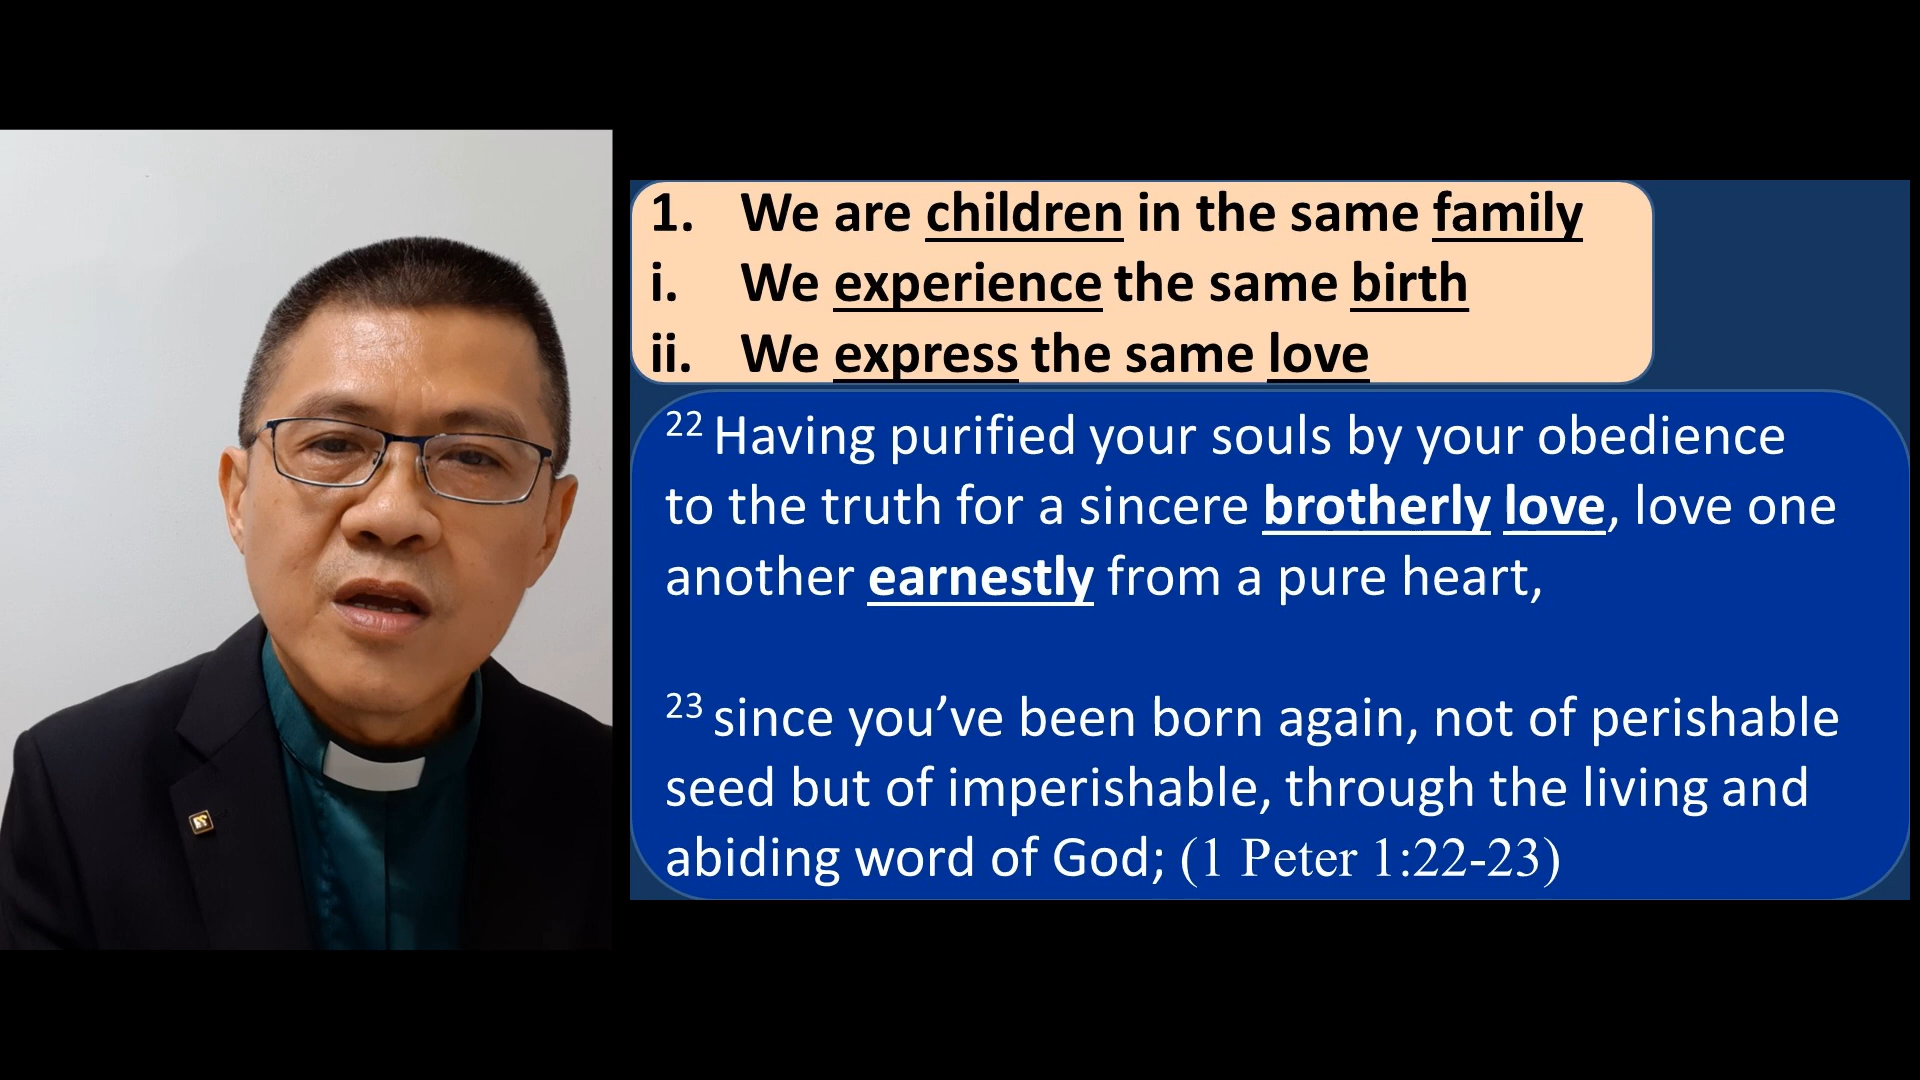 1. We are children in the same family
i. We experience the same birth
ii. We express the same love
22 Having purified your souls by your obedience
to the truth for a sincere brotherly love, love one
another earnestly from a pure heart,
23 since you’ve been born again, not of perishable
seed but of imperishable, through the living and
abiding word of God; (1 Peter 1:22-23)